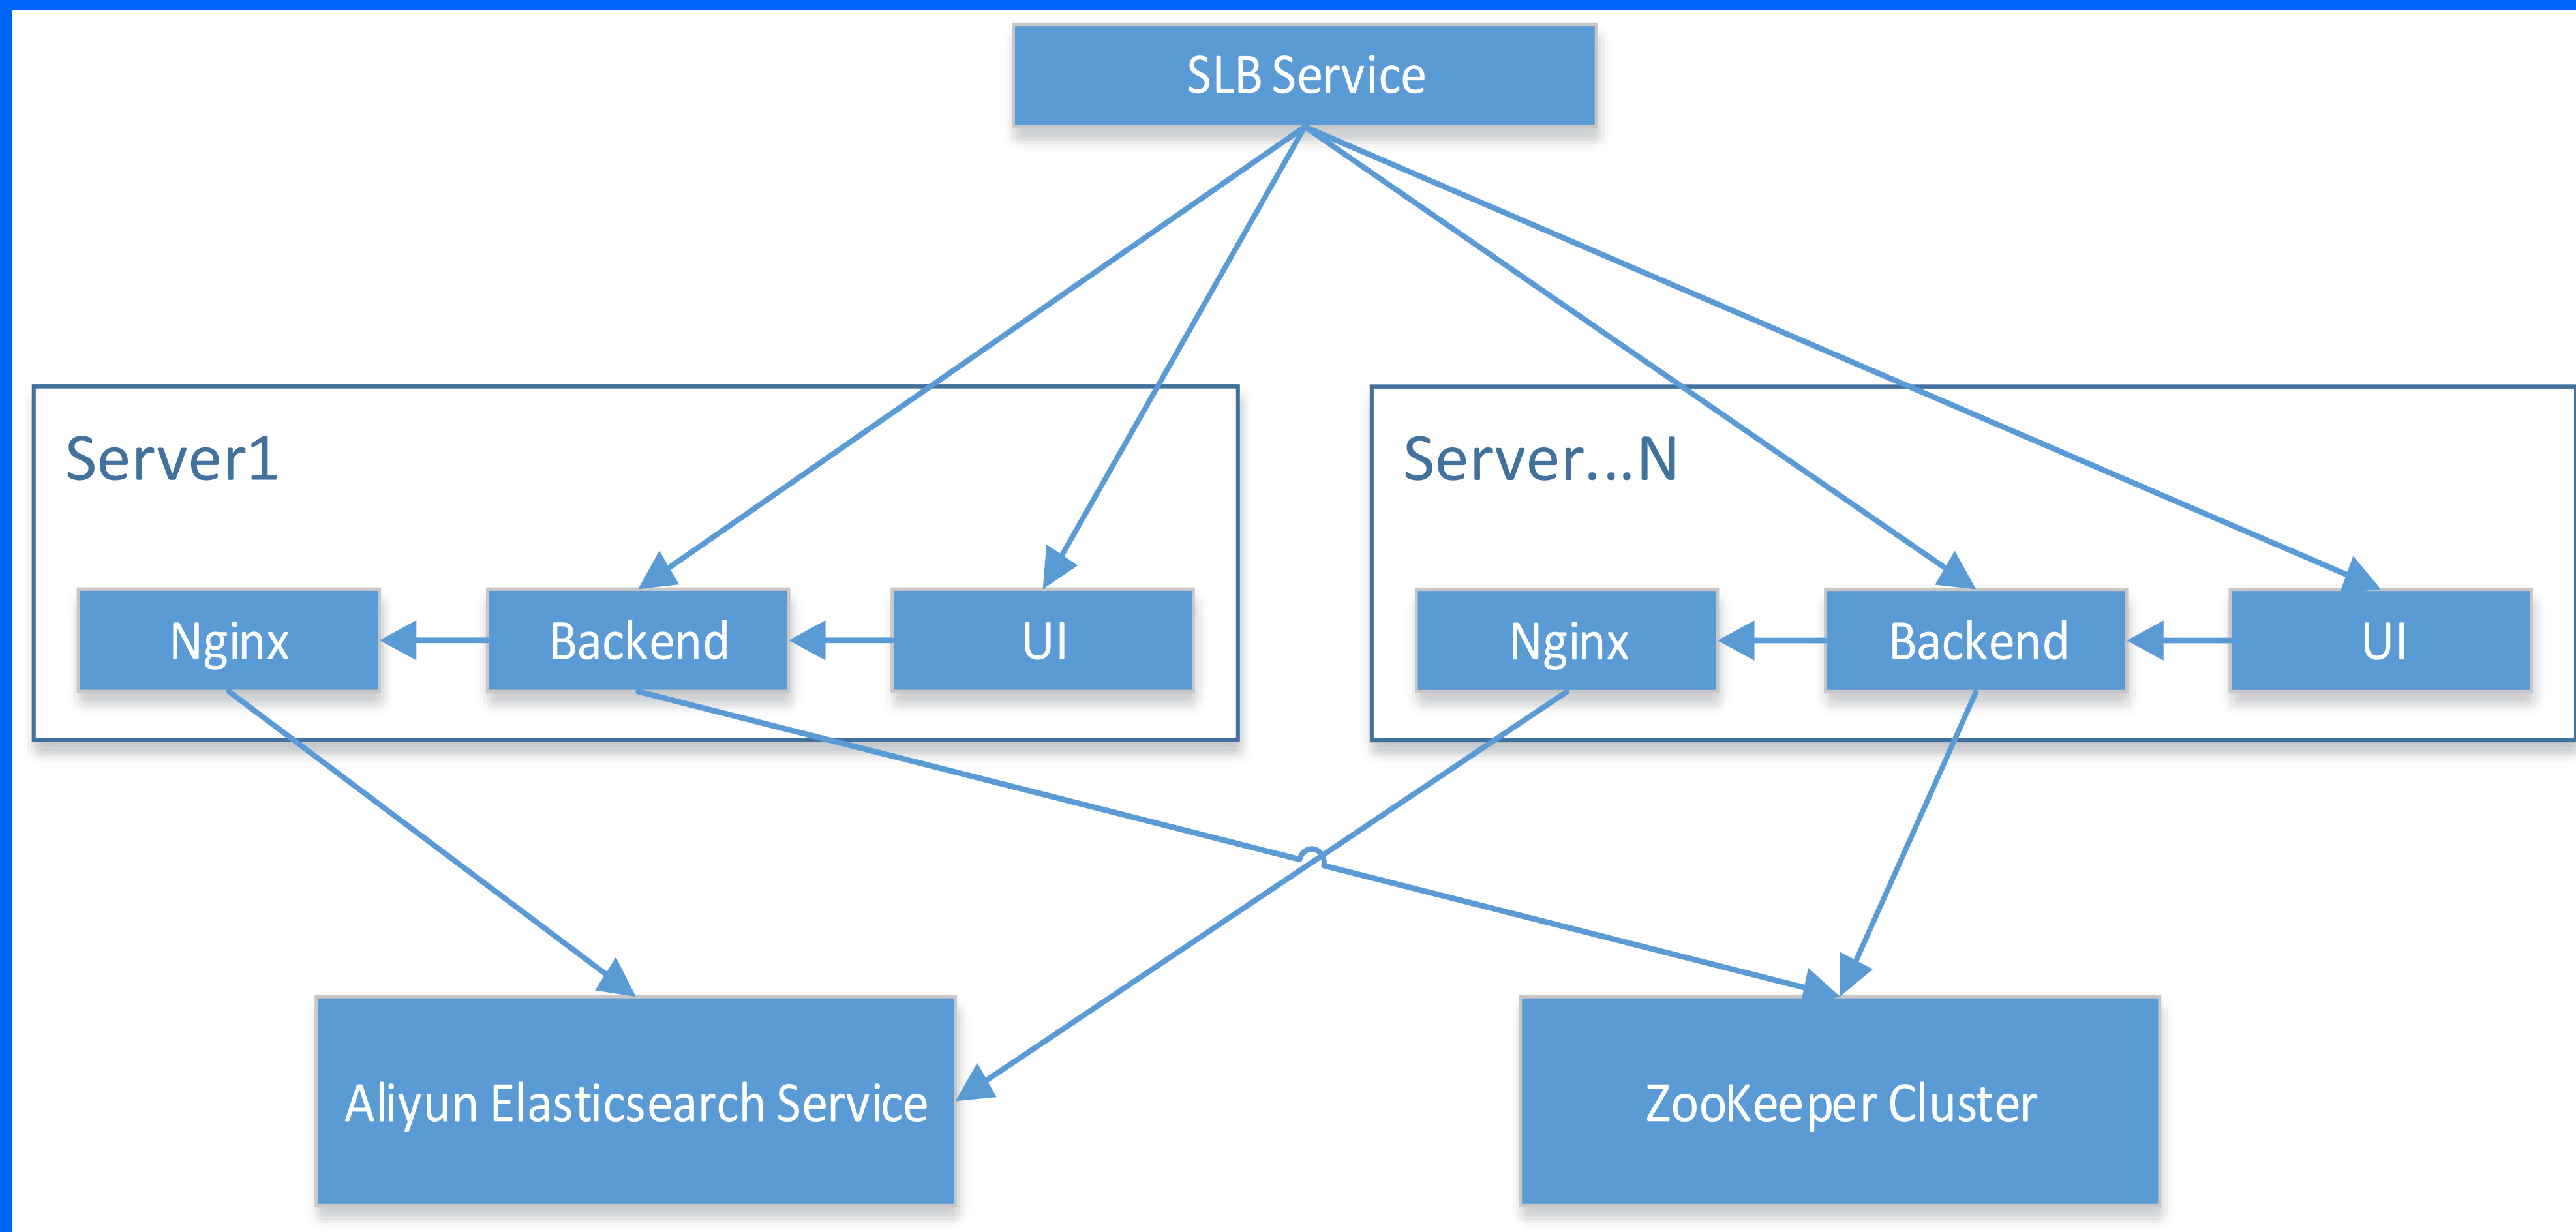 SLB Service
Server1
Server...N
Nginx
Backend
UI
Nginx
Backend
UI
Aliyun Elasticsearch Service
ZooKeeper Cluster